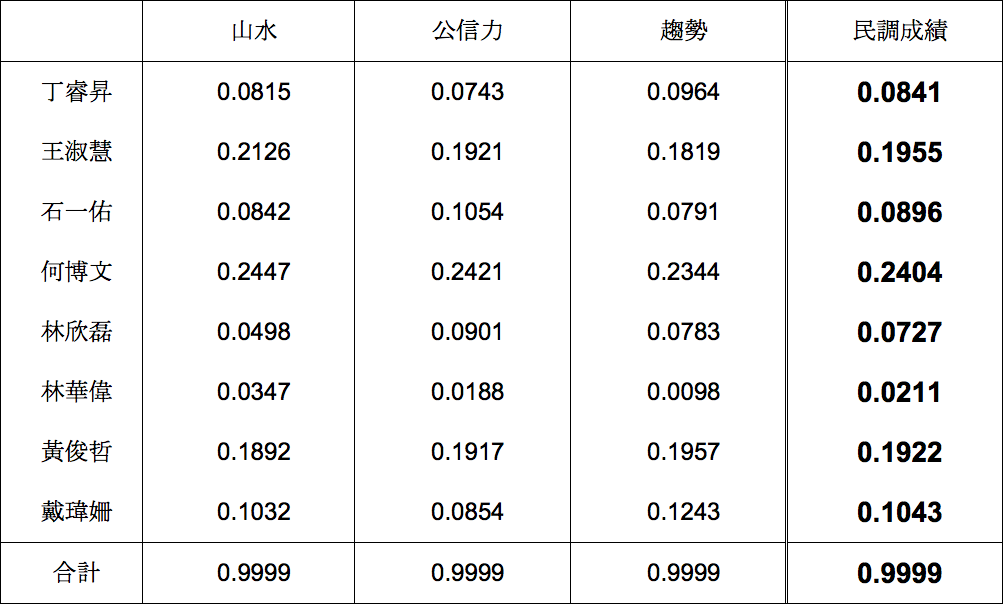 山水 公信力 趨勢 民調成績
丁睿昇 0.0815 0.0743 0.0964 0.0841
王淑慧 0.2126 0.1921 0.1819 0.1955
石一佑 0.0842 0.1054 0.0791 0.0896
何博文 0.2447 0.2421 0.2344 0.2404
林欣磊 0.0498 0.0901 0.0783 0.0727
林華偉 0.0347 0.0188 0.0098 0.0211
黃俊哲 0.1892 0.1917 0.1957 0.1922
戴瑋姍 0.1032 0.0854 0.1243 0.1043
合計 0.9999 0.9999 0.9999 0.9999